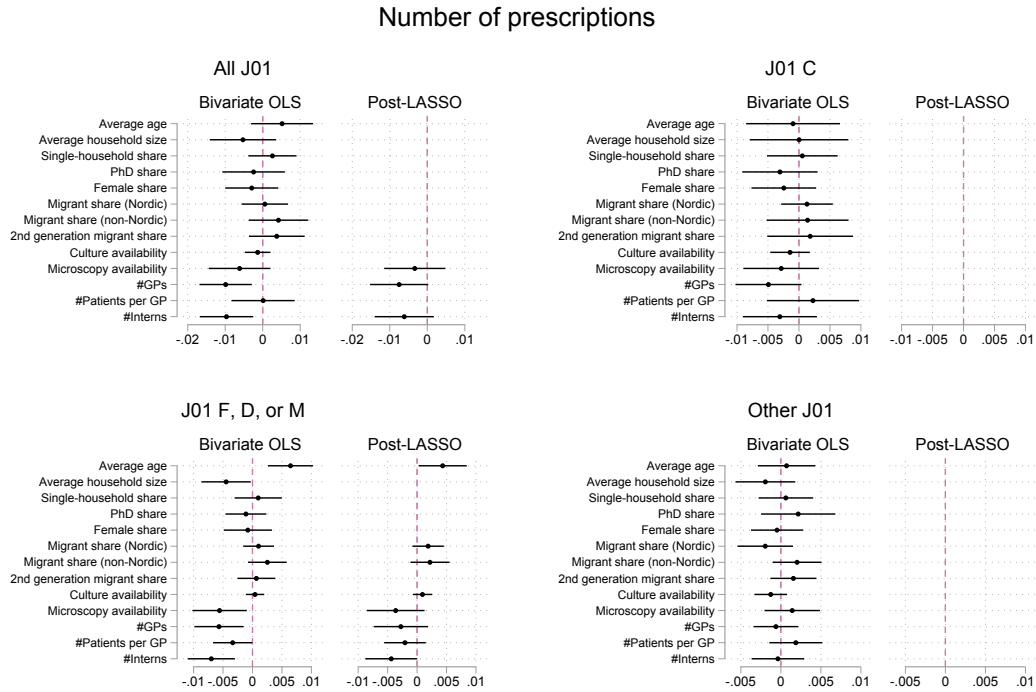 Number of prescriptions
All J01
Bivariate OLS
Post-LASSO
Average age
Average household size
Single-household share
PhD share
Female share
Migrant share (Nordic)
Migrant share (non-Nordic)
2nd generation migrant share
Culture availability
Microscopy availability
#GPs
#Patients per GP
#Interns
-.02 -.01 0 .01
-.02 -.01 0 .01
J01 C
Bivariate OLS
Post-LASSO
Average age
Average household size
Single-household share
PhD share
Female share
Migrant share (Nordic)
Migrant share (non-Nordic)
2nd generation migrant share
Culture availability
Microscopy availability
#GPs
#Patients per GP
#Interns
-.01 -.005 0 .005 .01
-.01 -.005 0 .005 .01
J01 F, D, or M
Bivariate OLS
Post-LASSO
Average age
Average household size
Single-household share
PhD share
Female share
Migrant share (Nordic)
Migrant share (non-Nordic)
2nd generation migrant share
Culture availability
Microscopy availability
#GPs
#Patients per GP
#Interns
-.01 -.005 0 .005 .01
-.01 -.005 0 .005 .01
Other J01
Bivariate OLS
Post-LASSO
Average age
Average household size
Single-household share
PhD share
Female share
Migrant share (Nordic)
Migrant share (non-Nordic)
2nd generation migrant share
Culture availability
Microscopy availability
#GPs
#Patients per GP
#Interns
-.005 0 .005 .01
-.005 0 .005 .01